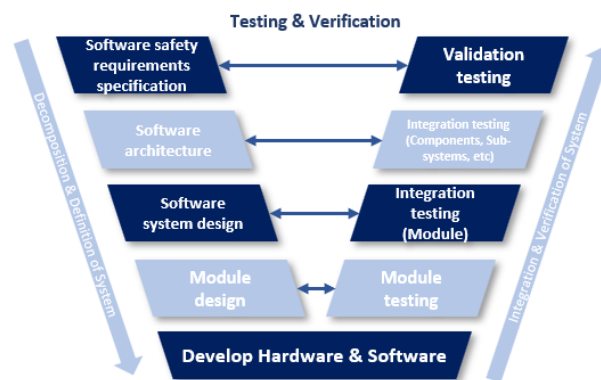 Testing & Verification
Software safety
requirements
specification
Validation
testing
Software
architecture
Integration testing
(Components, Sub-
systems, etc)
Software
system design
Integration
testing
(Module)
Module
design
Module
testing
Develop Hardware & Software
Decomposition & Definition of System
Integration & Verification of System